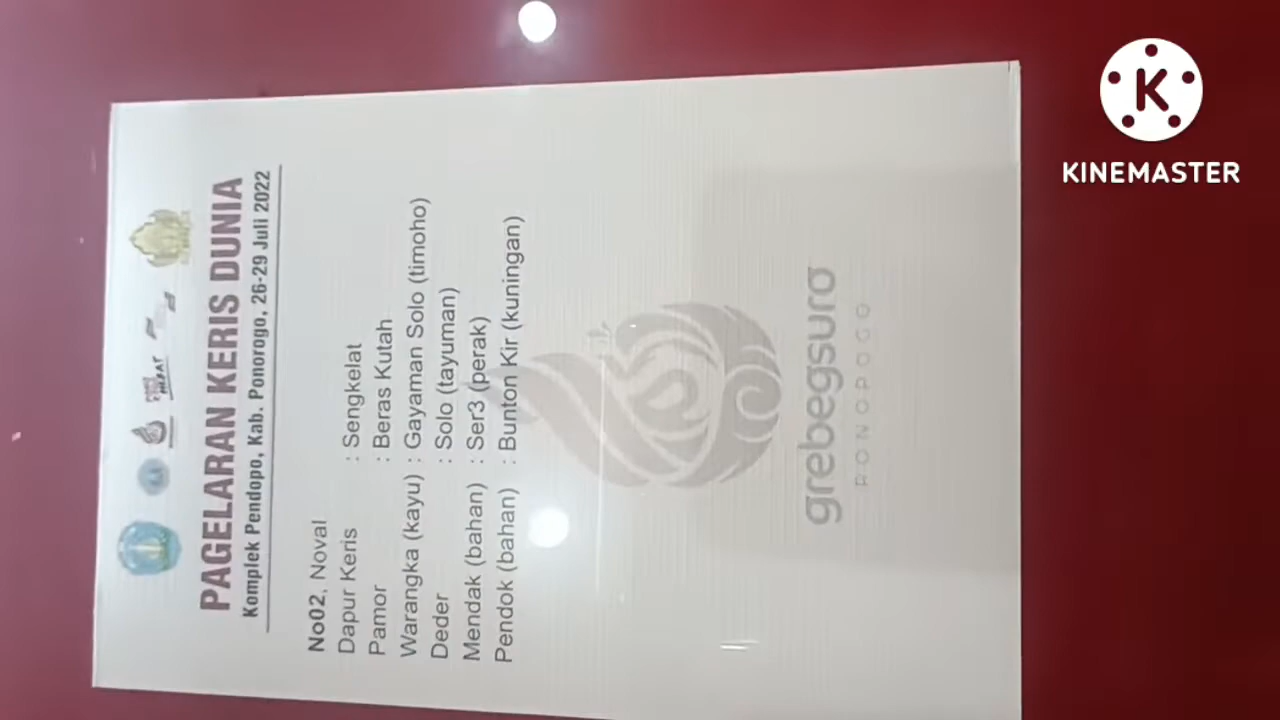 PAGELARAN KERIS DUNIA
Komplek Pendopo, Kab. Ponorogo, 26-29 Juli 2022
No02, Noval
Dapur Keris : Sengkelat
Pamor : Beras Kutah
Warangka (kayu) : Gayaman Solo (timoho)
Deder : Solo (tayuman)
Mendak (bahan) : Ser3 (perak)
Pendok (bahan) : Bunton Kir (kuningan)
grebegsuro
PONOROGO
K
KINEMASTER